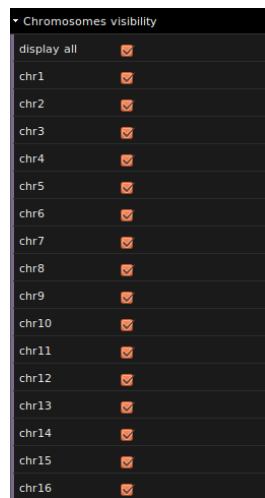 Chromosomes visibility
display all
chr1
chr2
chr3
chr4
chr5
chr6
chr7
chr8
chr9
chr10
chr11
chr12
chr13
chr14
chr15
chr16